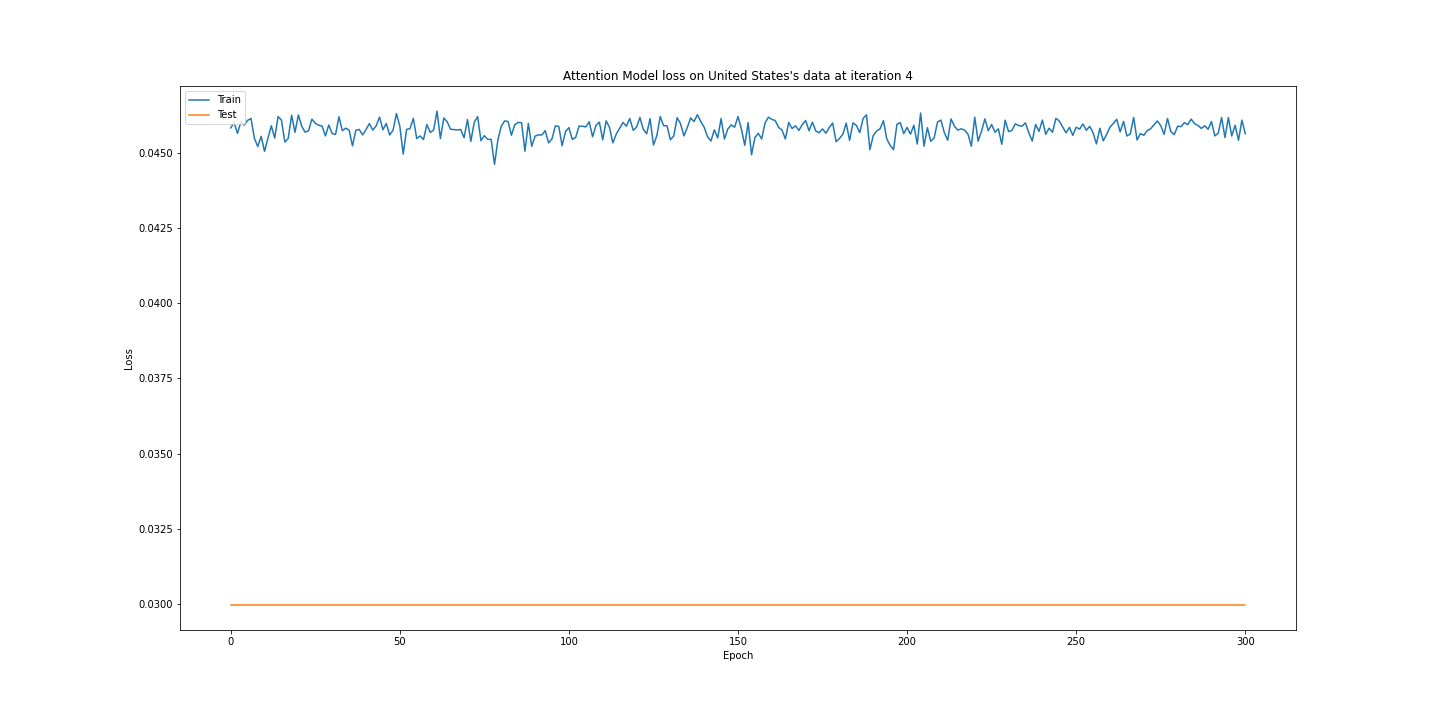 Attention Model loss on United States's data at iteration 4
Train
Test
0.0450
0.0425
0.0400
0.0375
0.0350
0.0325
0.0300
Loss
0 50 100 150 200 250 300
Epoch